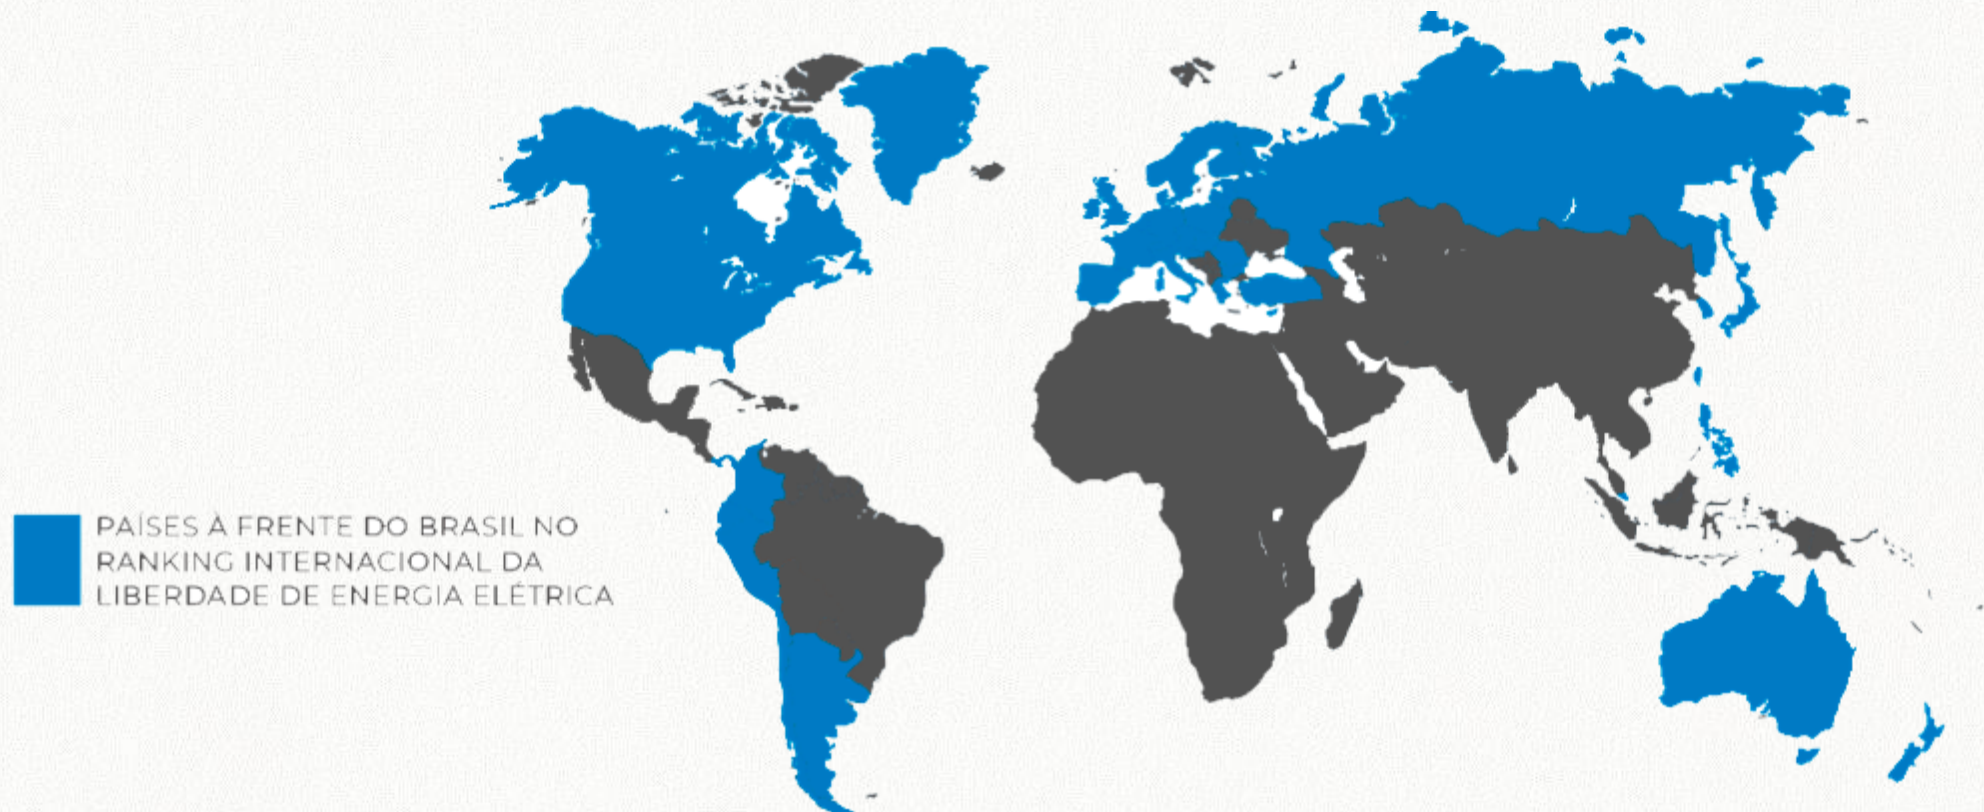 PAÍSES À FRENTE DO BRASIL NO
RANKING INTERNACIONAL DA
LIBERDADE DE ENERGIA ELÉTRICA